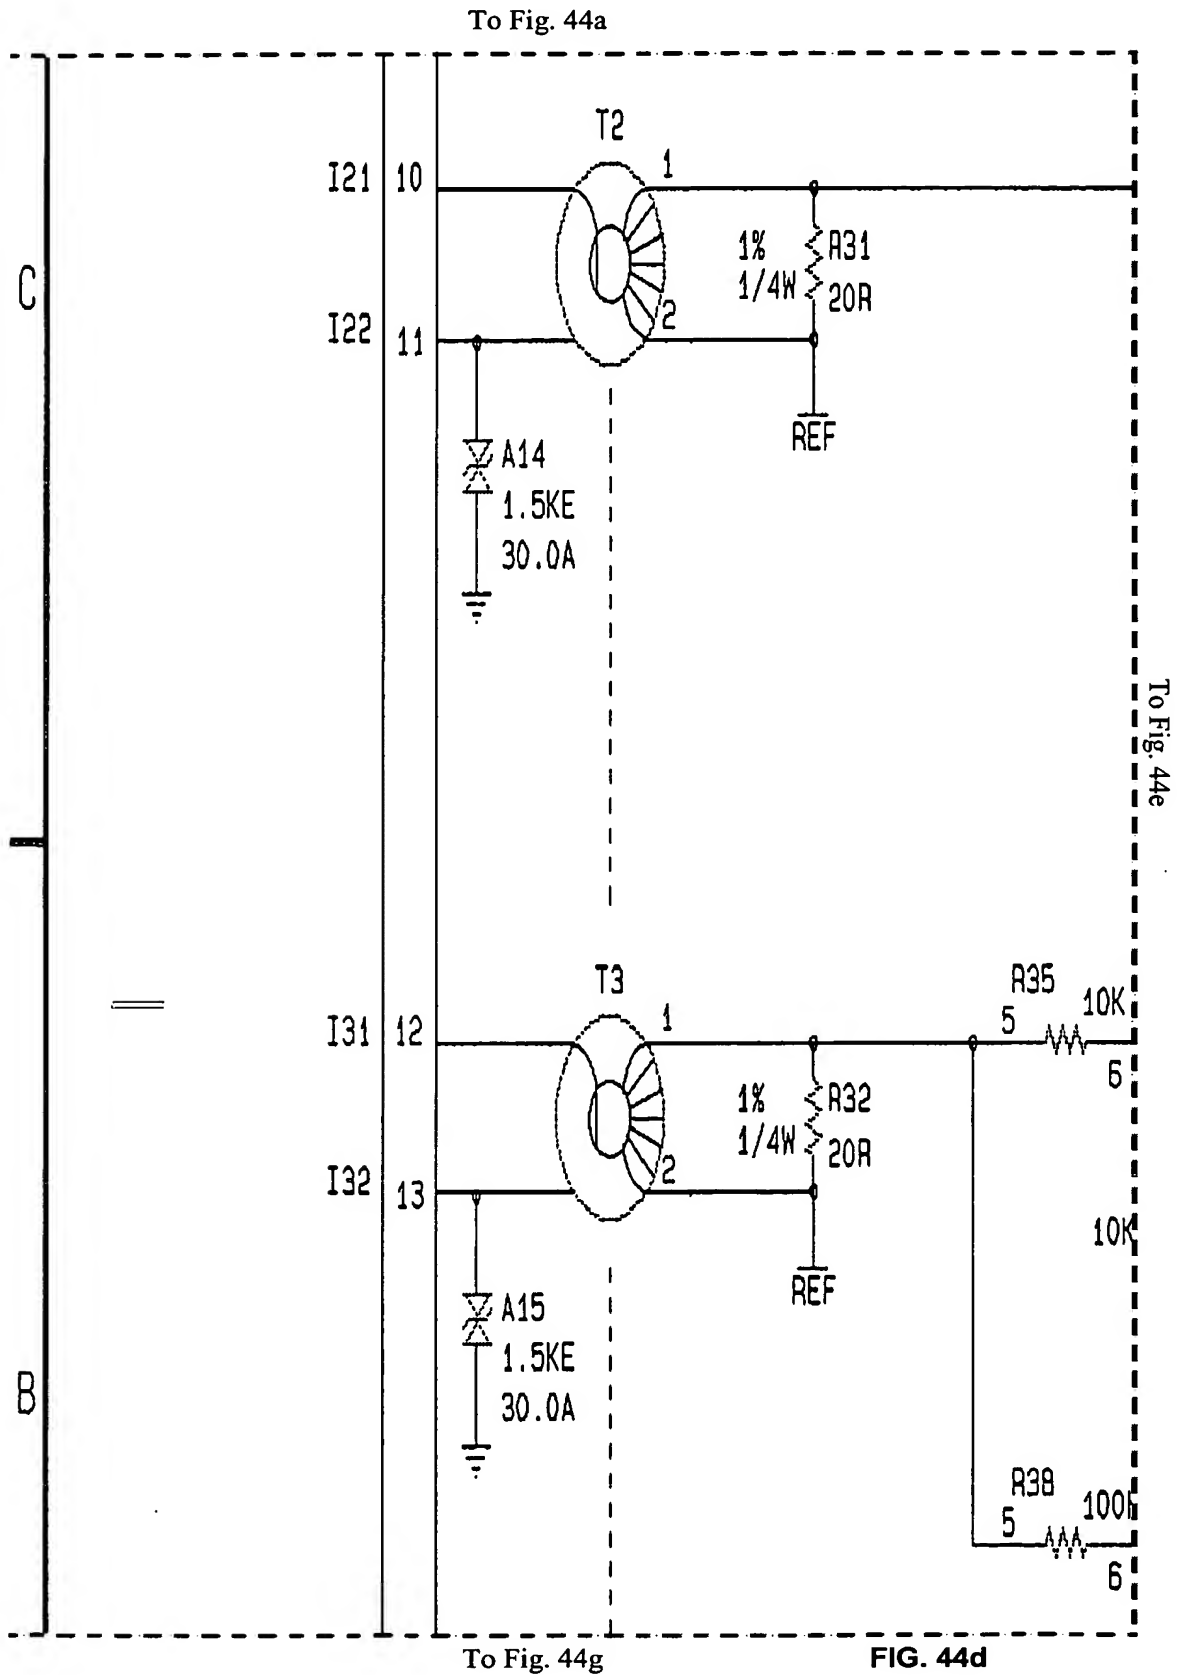 To Fig. 44a
T2
I21 10
1
C
1% R31
1/4W 20R
2
I22 11
REF
A14
1.5KE
30.0A
To Fig. 44e
T3
R35
10K
I31 12
1
5
6
1% R32
1/4W 20R
2
I32 13
10K
REF
A15
1.5KE
30.0A
B
R38
5
6
To Fig. 44g
FIG. 44d